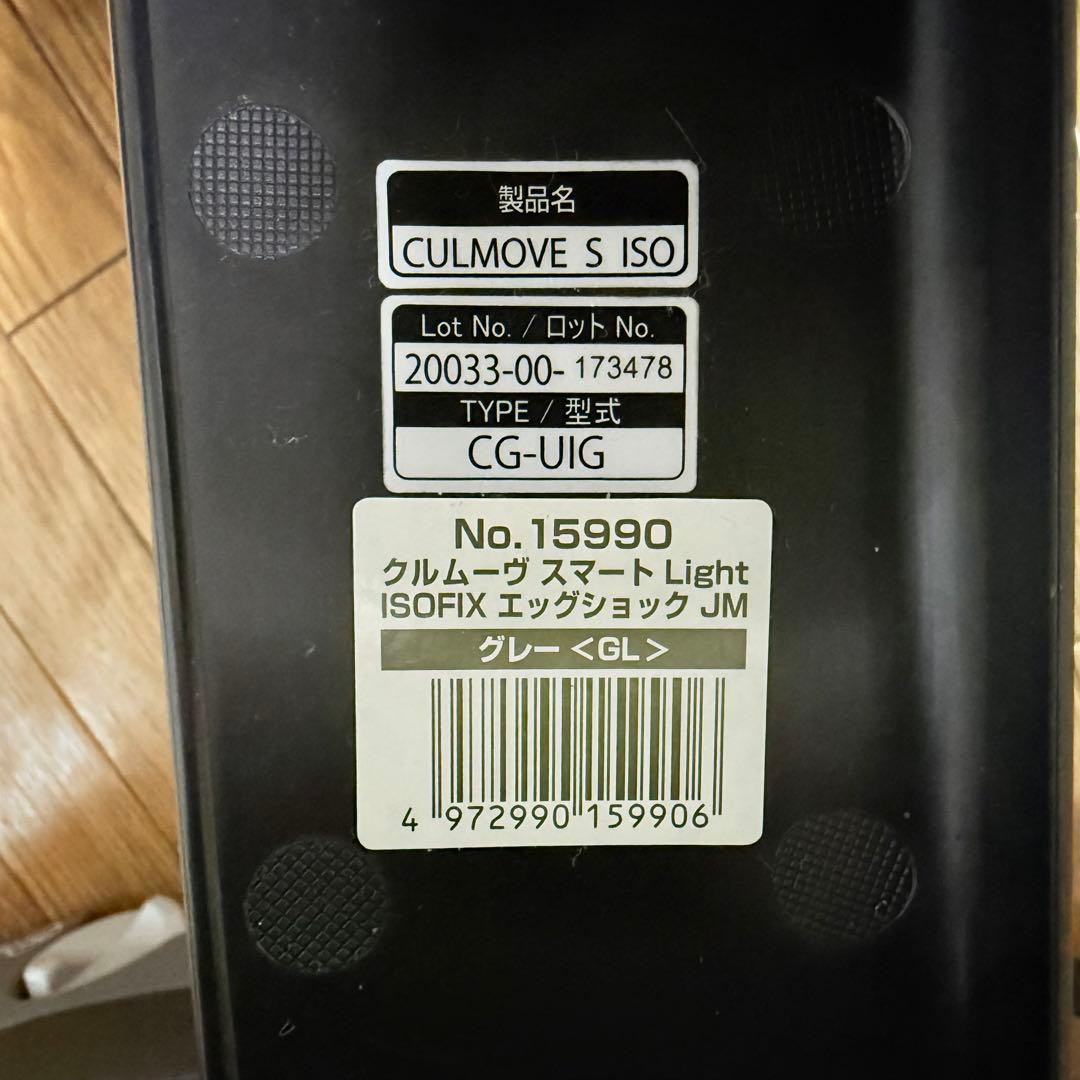 製品名
CULMOVE S ISO
Lot No. / ロット No.
20033-00- 173478
TYPE / 型式
CG-UIG
No.15990
クルムーヴ スマート Light
ISOFIX エッグショック JM
グレー <GL>
4 972990 159906